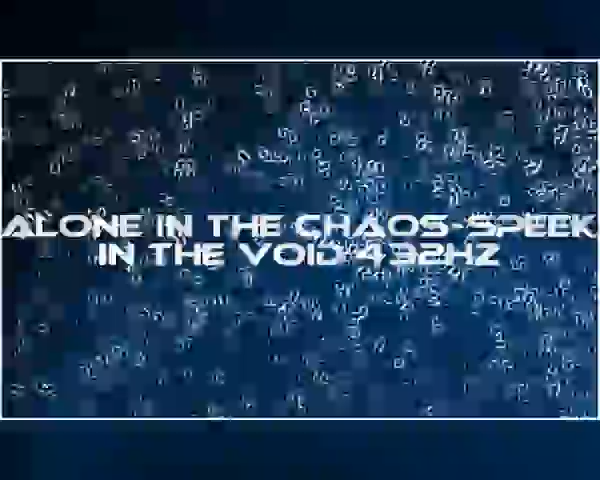 ALONE IN THE CHAOS-SPEEK
IN THE VOID 432HZ